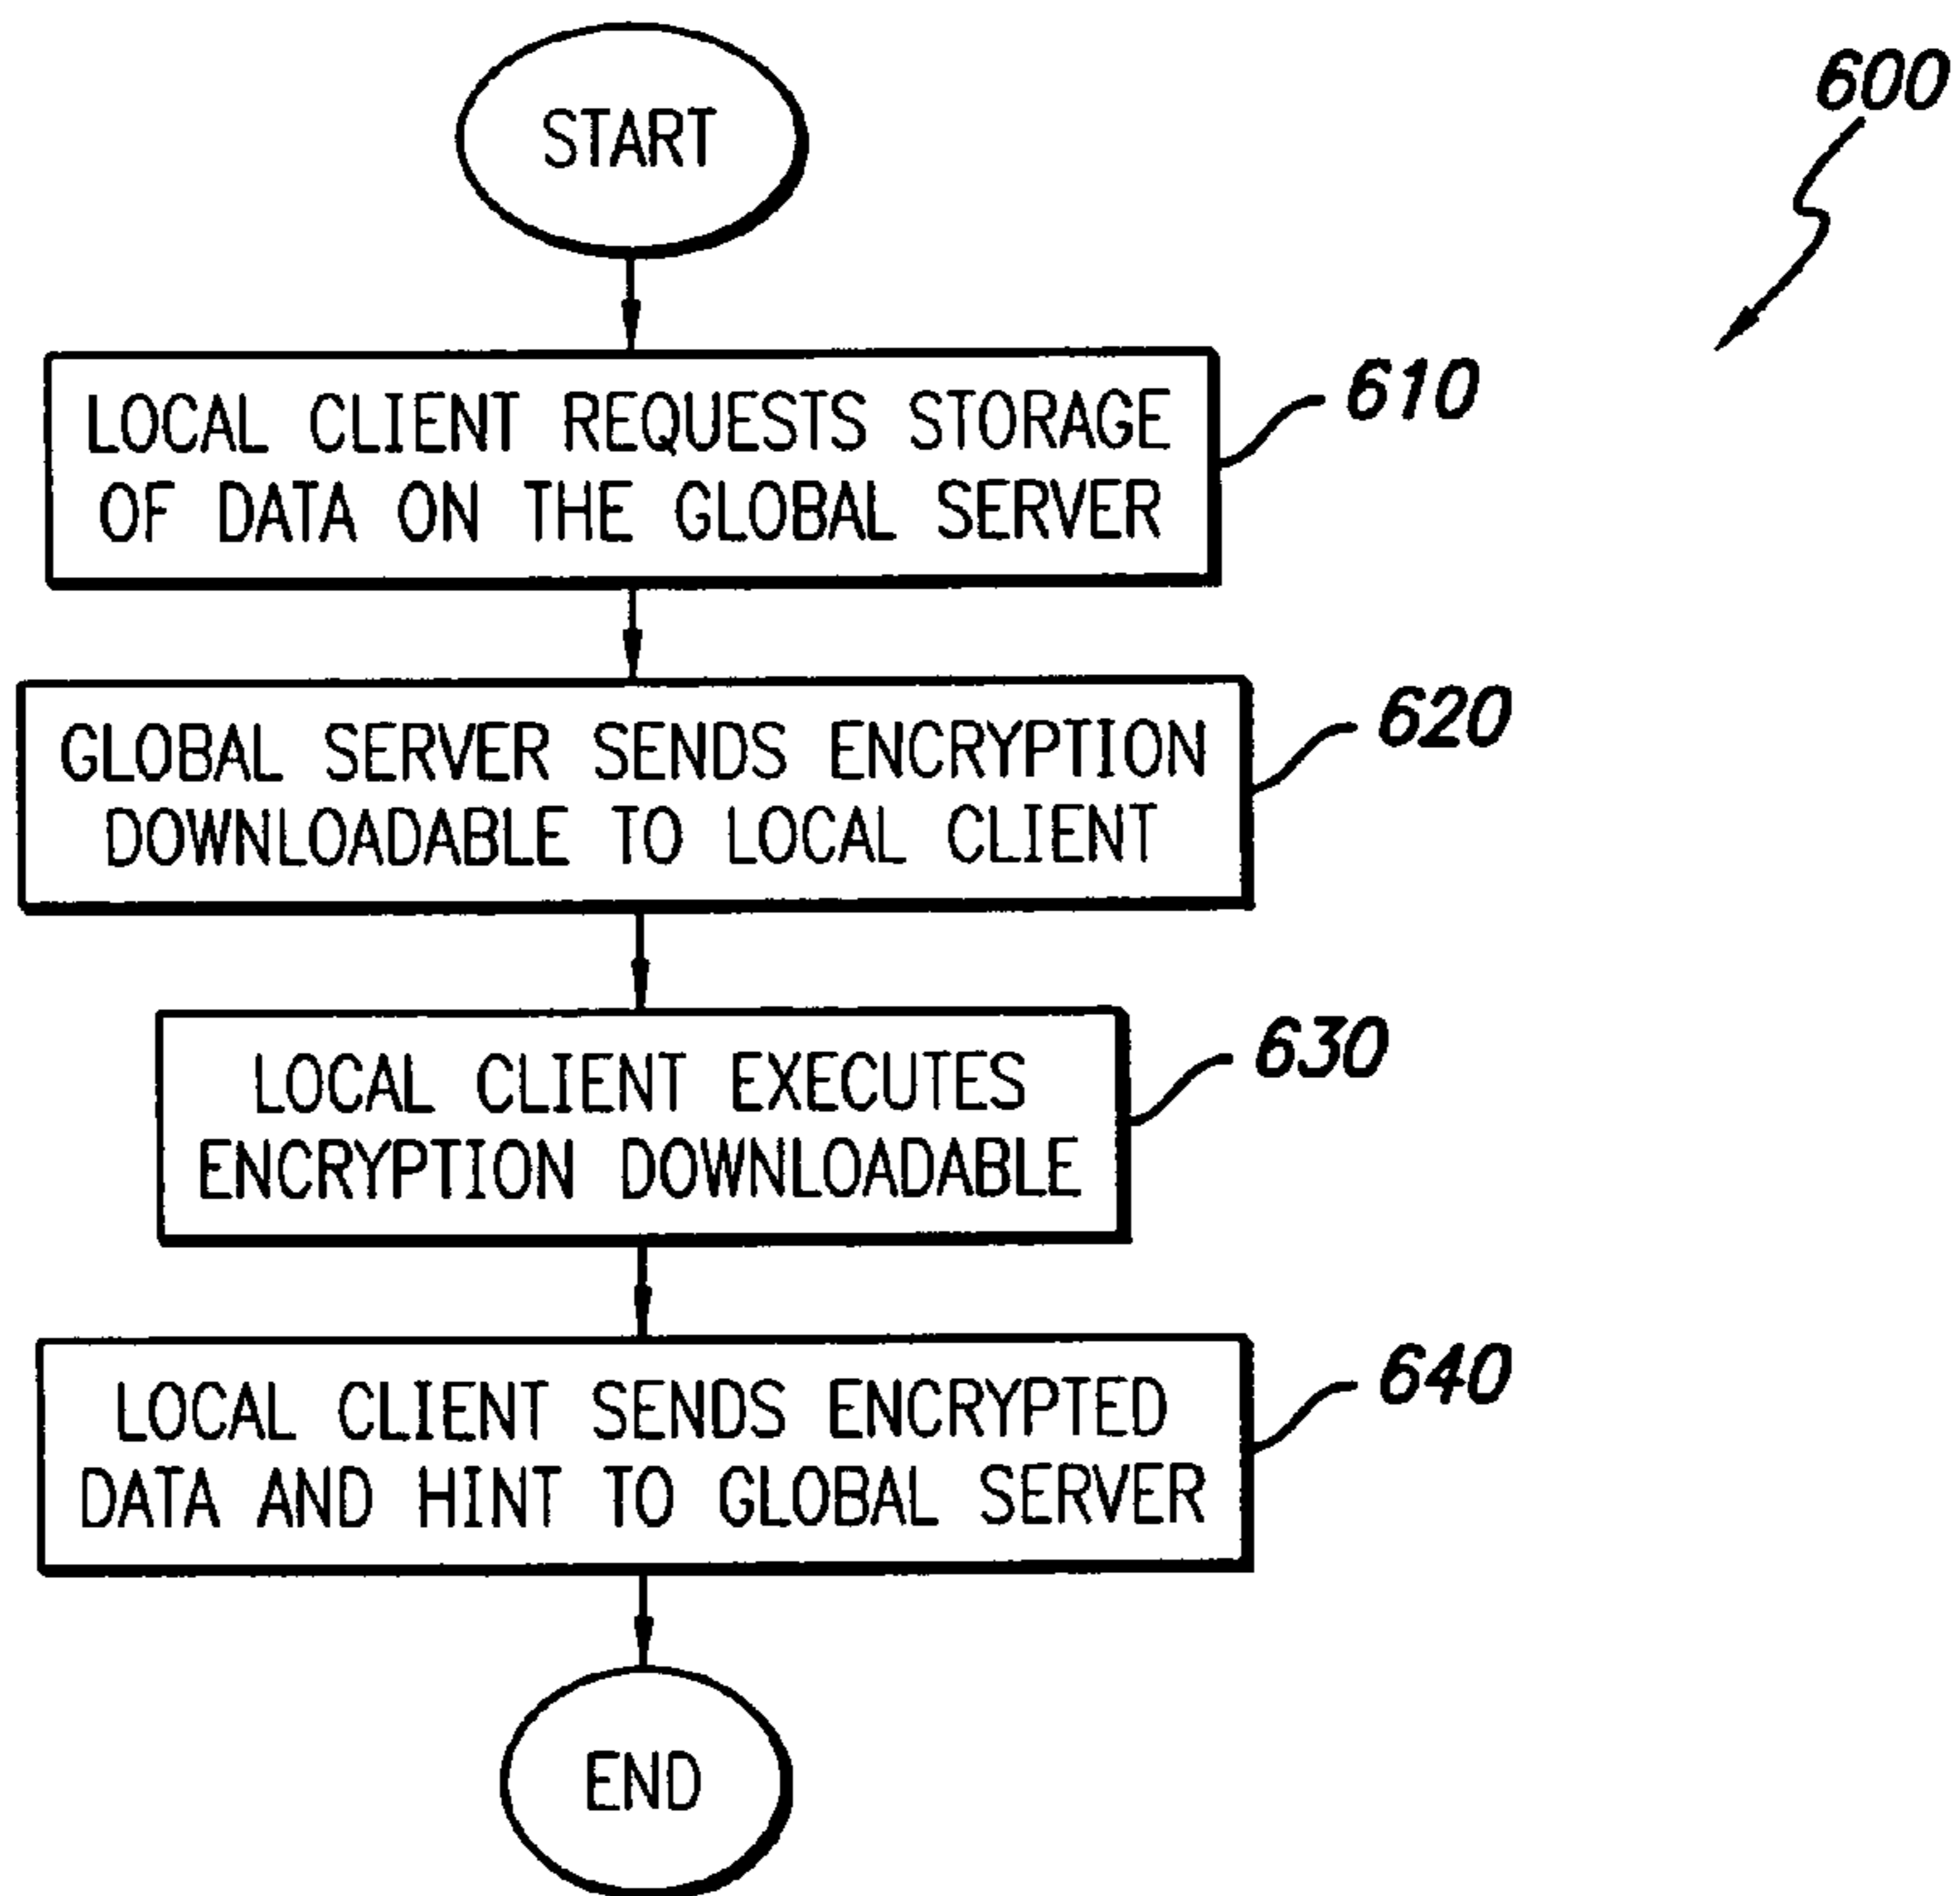 START
600
LOCAL CLIENT REQUESTS STORAGE
OF DATA ON THE GLOBAL SERVER
610
GLOBAL SERVER SENDS ENCRYPTION
DOWNLOADABLE TO LOCAL CLIENT
620
LOCAL CLIENT EXECUTES
ENCRYPTION DOWNLOADABLE
630
LOCAL CLIENT SENDS ENCRYPTED
DATA AND HINT TO GLOBAL SERVER
640
END